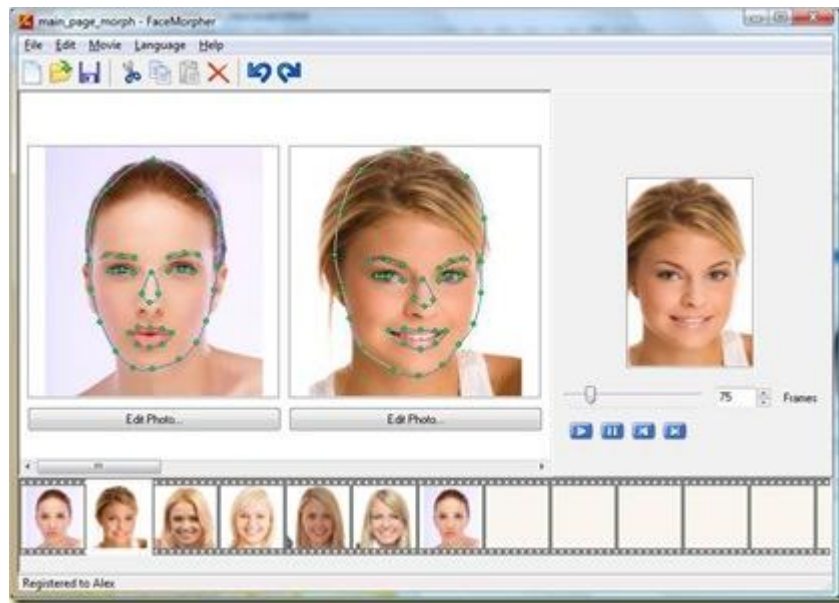 main_page_morph - FaceMorpher
File Edit Movie Language Help
75 Frames
Edit Photo... Edit Photo...
Registered to Alex